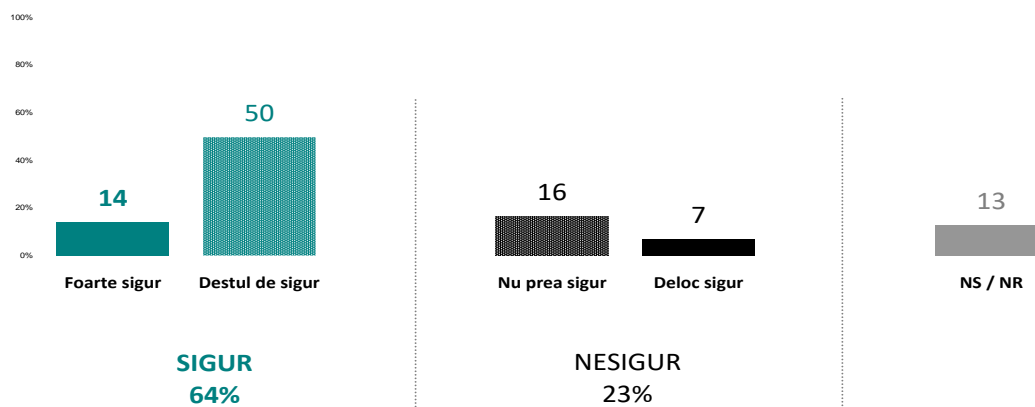 100%
80%
60%
40%
20%
0%
14
50
16
7
13
Foarte sigur
Destul de sigur
Nu prea sigur
Deloc sigur
NS / NR
SIGUR
64%
NESIGUR
23%